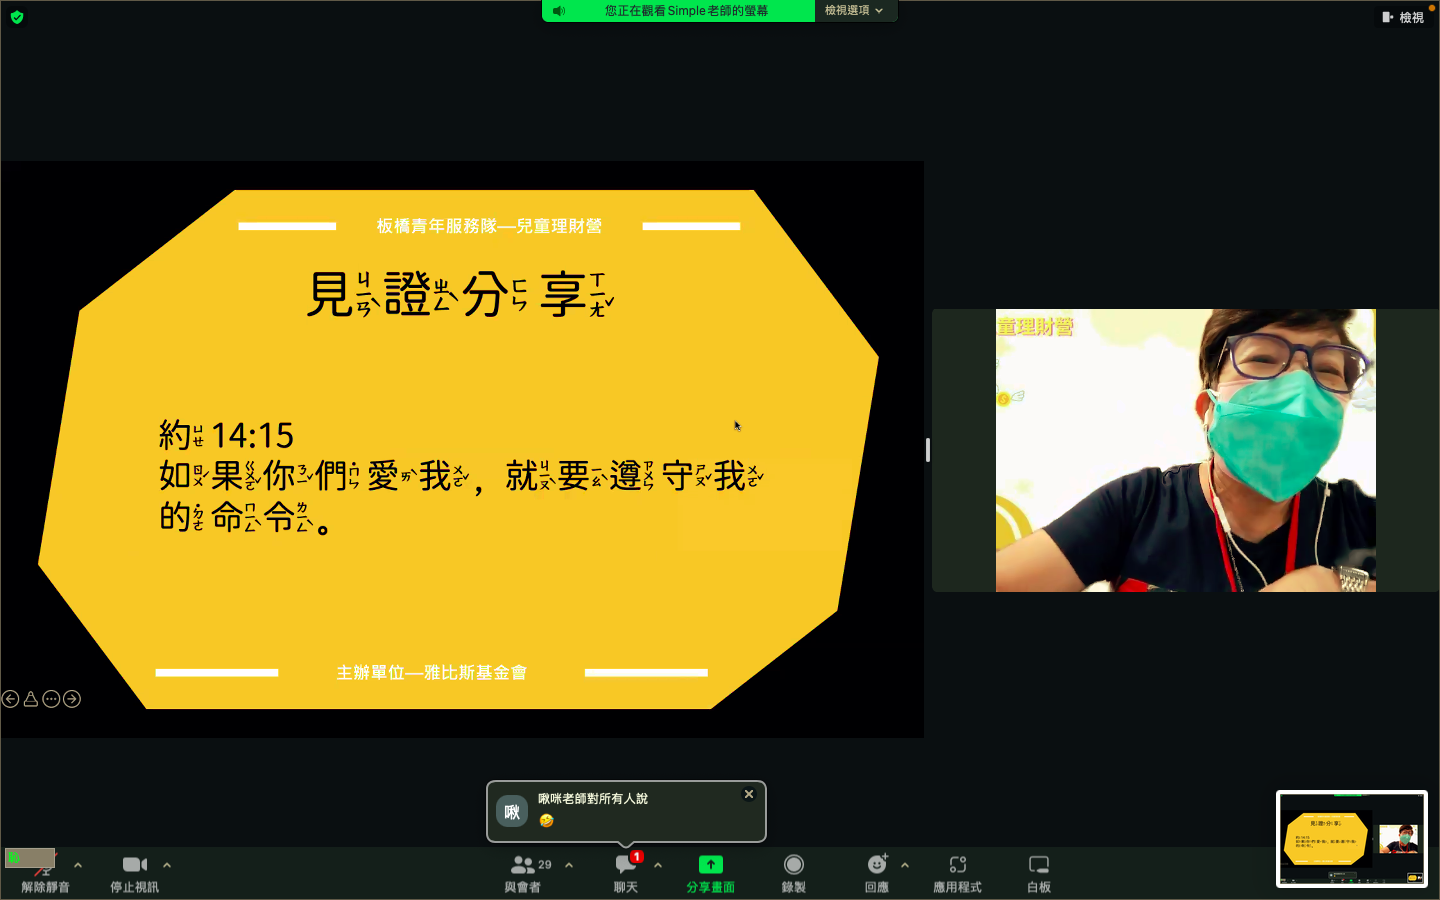 您正在觀看Simple老師的螢幕
檢視選項
檢視
板橋青年服務隊—兒童理財營
見ㄐㄧㄢˋ證ㄓㄥˋ分ㄈㄣ享ㄒㄧㄤˇ
約ㄩㄝ14:15
如ㄖㄨˊ果ㄍㄨㄛˇ你ㄋㄧˇ們˙ㄇㄣ愛ㄞˋ我ㄨㄛˇ，就ㄐㄧㄡˋ要ㄧㄠˋ遵ㄗㄨㄣ守ㄕㄡˇ我ㄨㄛˇ
的˙ㄉㄜ命ㄇㄧㄥˋ令ㄌㄧㄥˋ。
主辦單位—雅比斯基金會
童理財營
啾咪老師對所有人說
啾
🤣
解除靜音
停止視訊
29
與會者
1
聊天
分享畫面
錄製
回應
應用程式
白板